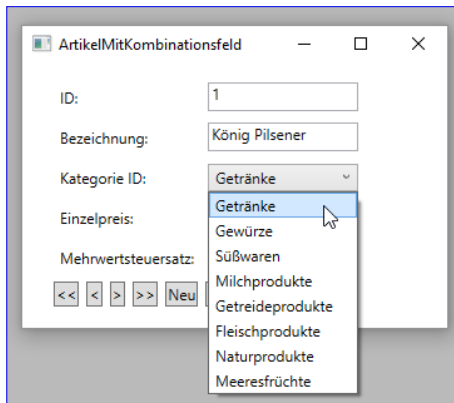 ArtikelMitKombinationsfeld
ID: 1
Bezeichnung: König Pilsener
Kategorie ID: Getränke
Getränke
Einzelpreis:
Gewürze
Süßwaren
Mehrwertsteuersatz:
Milchprodukte
<< < > >> Neu
Getreideprodukte
Fleischprodukte
Naturprodukte
Meeresfrüchte